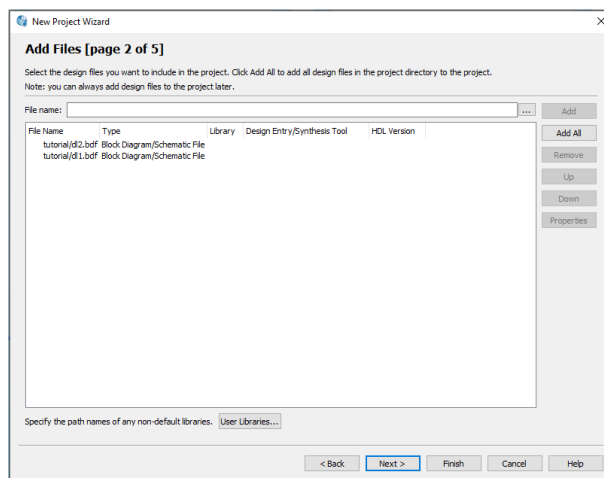 New Project Wizard
Add Files [page 2 of 5]
Select the design files you want to include in the project. Click Add All to add all design files in the project directory to the project.
Note: you can always add design files to the project later.
File name: ... Add
File Name Type Library Design Entry/Synthesis Tool HDL Version Add All
tutorial/dl2.bdf Block Diagram/Schematic File
tutorial/dl1.bdf Block Diagram/Schematic File
Remove
Up
Down
Properties
Specify the path names of any non-default libraries. User Libraries...
< Back Next > Finish Cancel Help